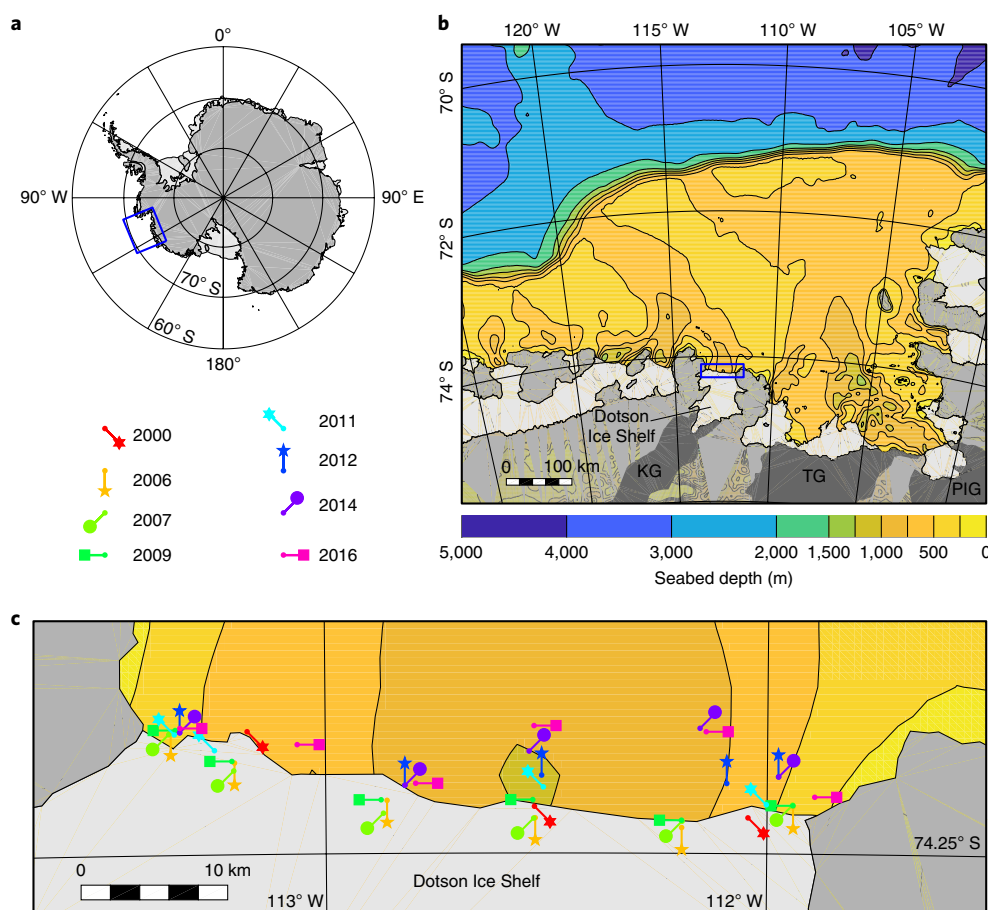 a
0°
90° W
90° E
70° S
60° S
180°
2000
2006
2007
2009
2011
2012
2014
2016
b
120° W
115° W
110° W
105° W
70° S
72° S
74° S
Dotson
Ice Shelf
0 100 km
KG
TG
PIG
5,000 4,000 3,000 2,000 1,500 1,000 500 0
Seabed depth (m)
c
74.25° S
0 10 km
Dotson Ice Shelf
113° W
112° W